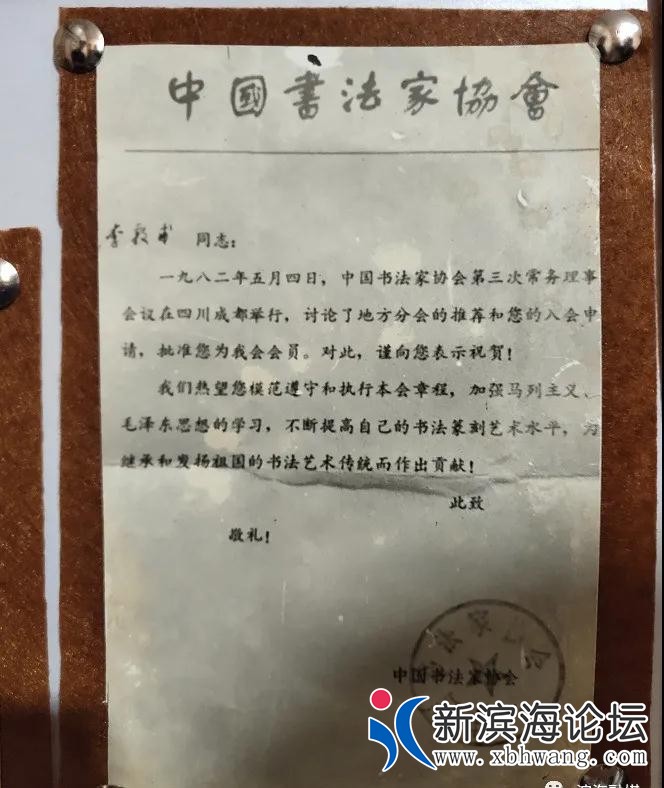 中國書法家協會
李毅甫 同志:
一九八二年五月四日,中国书法家协会第三次常务理事
会议在四川成都举行,讨论了地方分会的推荐和您的入会申
请,批准您为我会会员。对此,谨向您表示祝贺!
我们热望您模范遵守和执行本会章程,加强马列主义、
毛泽东思想的学习,不断提高自己的书法篆刻艺术水平,为
继承和发扬祖国的书法艺术传统而作出贡献!
此致
敬礼!
中国书法家协会
新滨海论坛
www.xbhwang.com